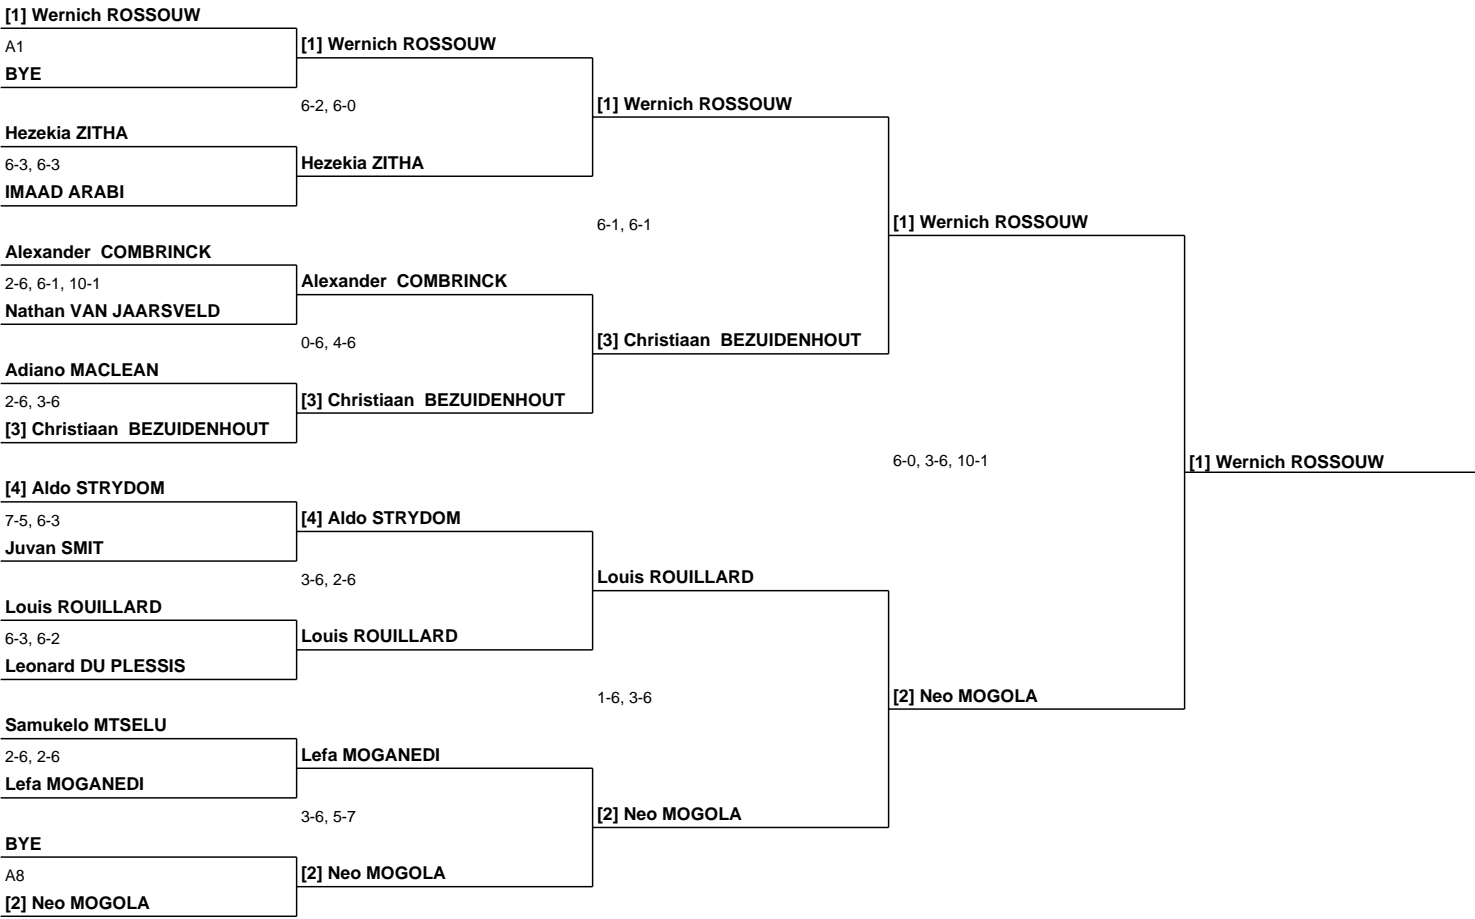 [1] Wernich ROSSOUW
A1
BYE
Hezekia ZITHA
6-3, 6-3
IMAAD ARABI
Alexander  COMBRINCK
2-6, 6-1, 10-1
Nathan VAN JAARSVELD
Adiano MACLEAN
2-6, 3-6
[3] Christiaan  BEZUIDENHOUT
[4] Aldo STRYDOM
7-5, 6-3
Juvan SMIT
Louis ROUILLARD
6-3, 6-2
Leonard DU PLESSIS
Samukelo MTSELU
2-6, 2-6
Lefa MOGANEDI
BYE
A8
[2] Neo MOGOLA
[1] Wernich ROSSOUW
6-2, 6-0
Hezekia ZITHA
Alexander  COMBRINCK
0-6, 4-6
[3] Christiaan  BEZUIDENHOUT
[4] Aldo STRYDOM
3-6, 2-6
Louis ROUILLARD
Lefa MOGANEDI
3-6, 5-7
[2] Neo MOGOLA
[1] Wernich ROSSOUW
6-1, 6-1
[3] Christiaan  BEZUIDENHOUT
Louis ROUILLARD
1-6, 3-6
[2] Neo MOGOLA
[1] Wernich ROSSOUW
6-0, 3-6, 10-1
[2] Neo MOGOLA
[1] Wernich ROSSOUW